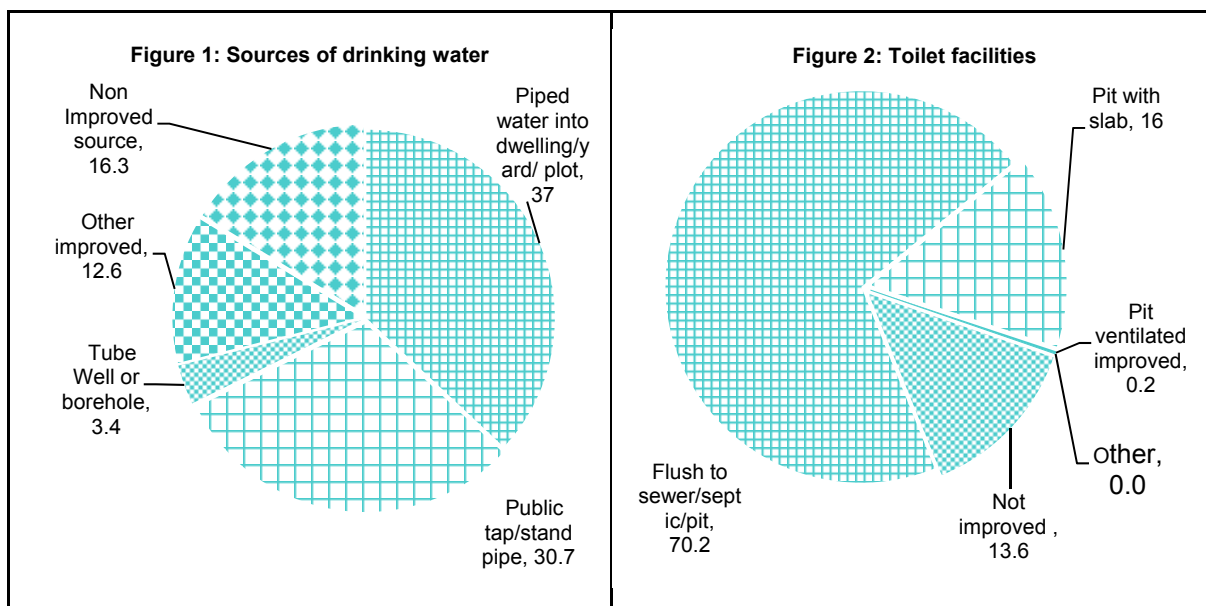 Figure 1: Sources of drinking water
Non
Improved
source,
16.3
Piped
water into
dwelling/y
ard/ plot,
37
Other
improved,
12.6
Tube
Well or
borehole,
3.4
Public
tap/stand
pipe, 30.7
Figure 2: Toilet facilities
Pit with
slab, 16
Pit
ventilated
improved,
0.2
Other,
0.0
Not
improved ,
13.6
Flush to
sewer/sept
ic/pit,
70.2